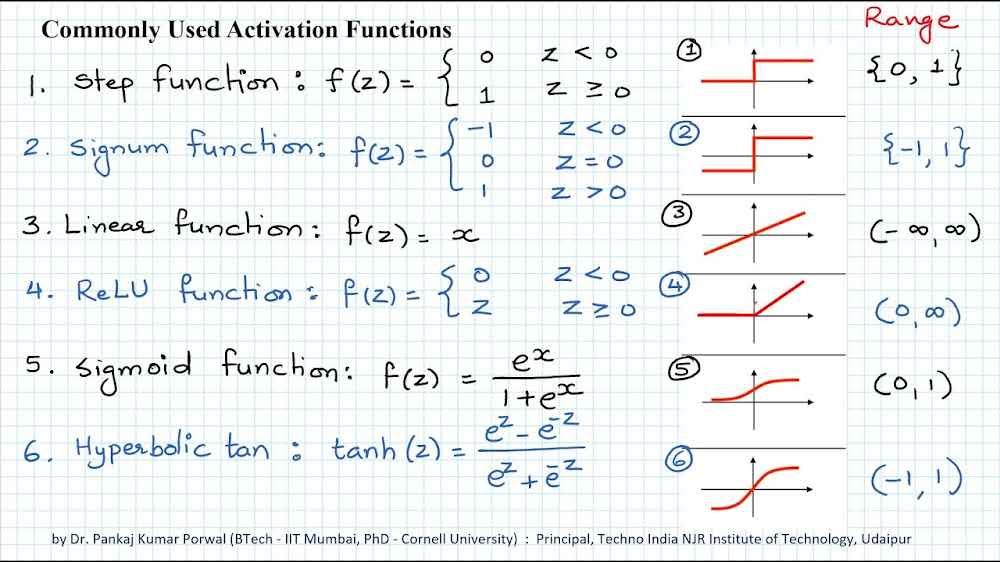 Commonly Used Activation Functions
Range
1. Step function : f(z) = { 0 z < 0
1 z ≥ 0
① {0, 1}
2. Signum function: f(z) = { -1 z < 0
0 z = 0
1 z > 0
② {-1, 1}
3. Linear function: f(z) = x
③ (-∞, ∞)
4. ReLU function : f(z) = { 0 z < 0
z z ≥ 0
④ (0, ∞)
5. Sigmoid function: f(z) = e^x / 1 + e^x
⑤ (0, 1)
6. Hyperbolic tan : tanh(z) = e^z - e^-z / e^z + e^-z
⑥ (-1, 1)
by Dr. Pankaj Kumar Porwal (BTech - IIT Mumbai, PhD - Cornell University) : Principal, Techno India NJR Institute of Technology, Udaipur